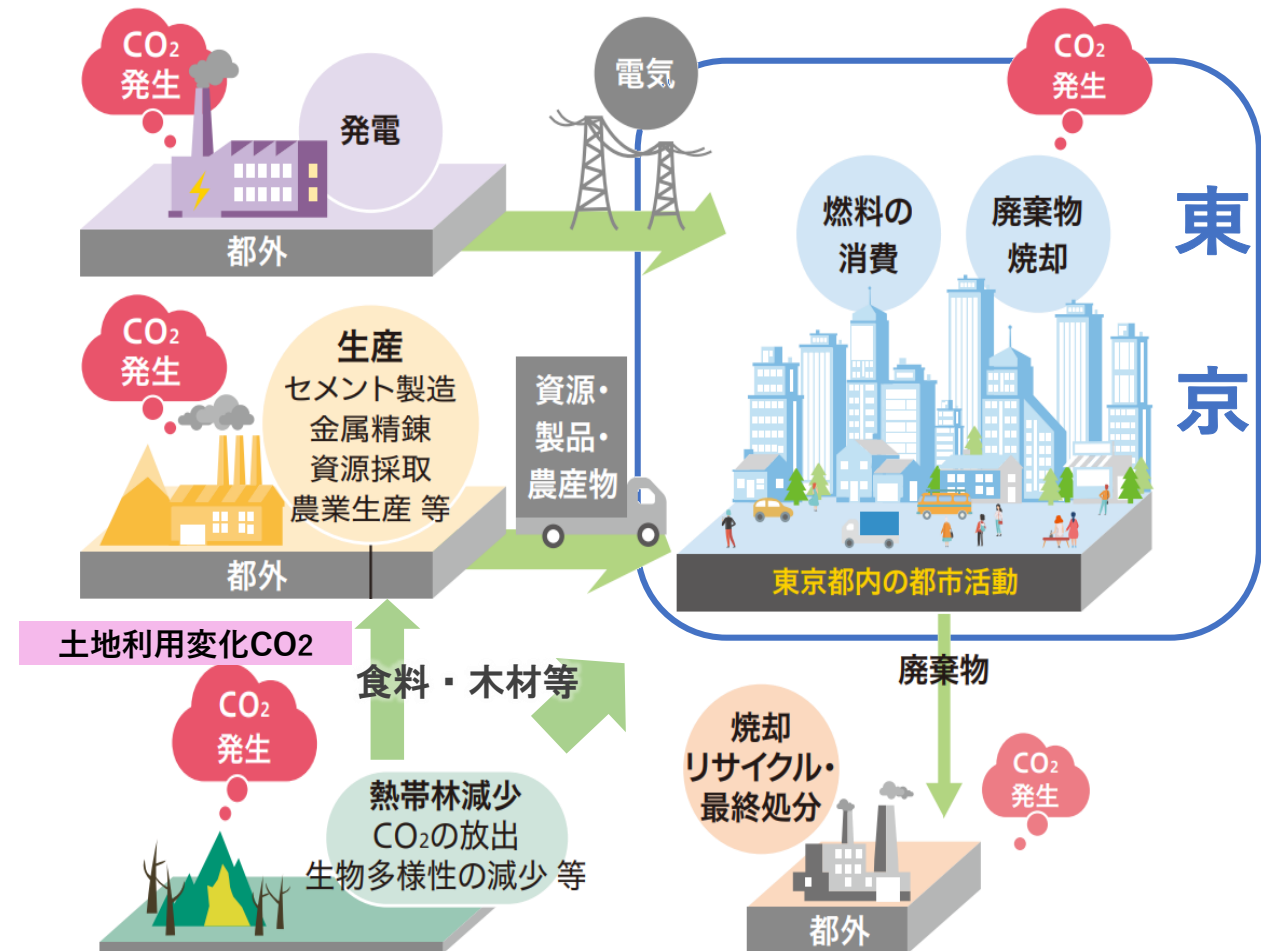 CO2
発生
発電
都外
電気
CO2
発生
燃料の
消費
廃棄物
焼却
東
京
CO2
発生
生産
セメント製造
金属精錬
資源採取
農業生産 等
都外
資源・
製品・
農産物
東京都内の都市活動
土地利用変化CO2
CO2
発生
食料・木材等
熱帯林減少
CO2の放出
生物多様性の減少 等
廃棄物
焼却
リサイクル・
最終処分
CO2
発生
都外